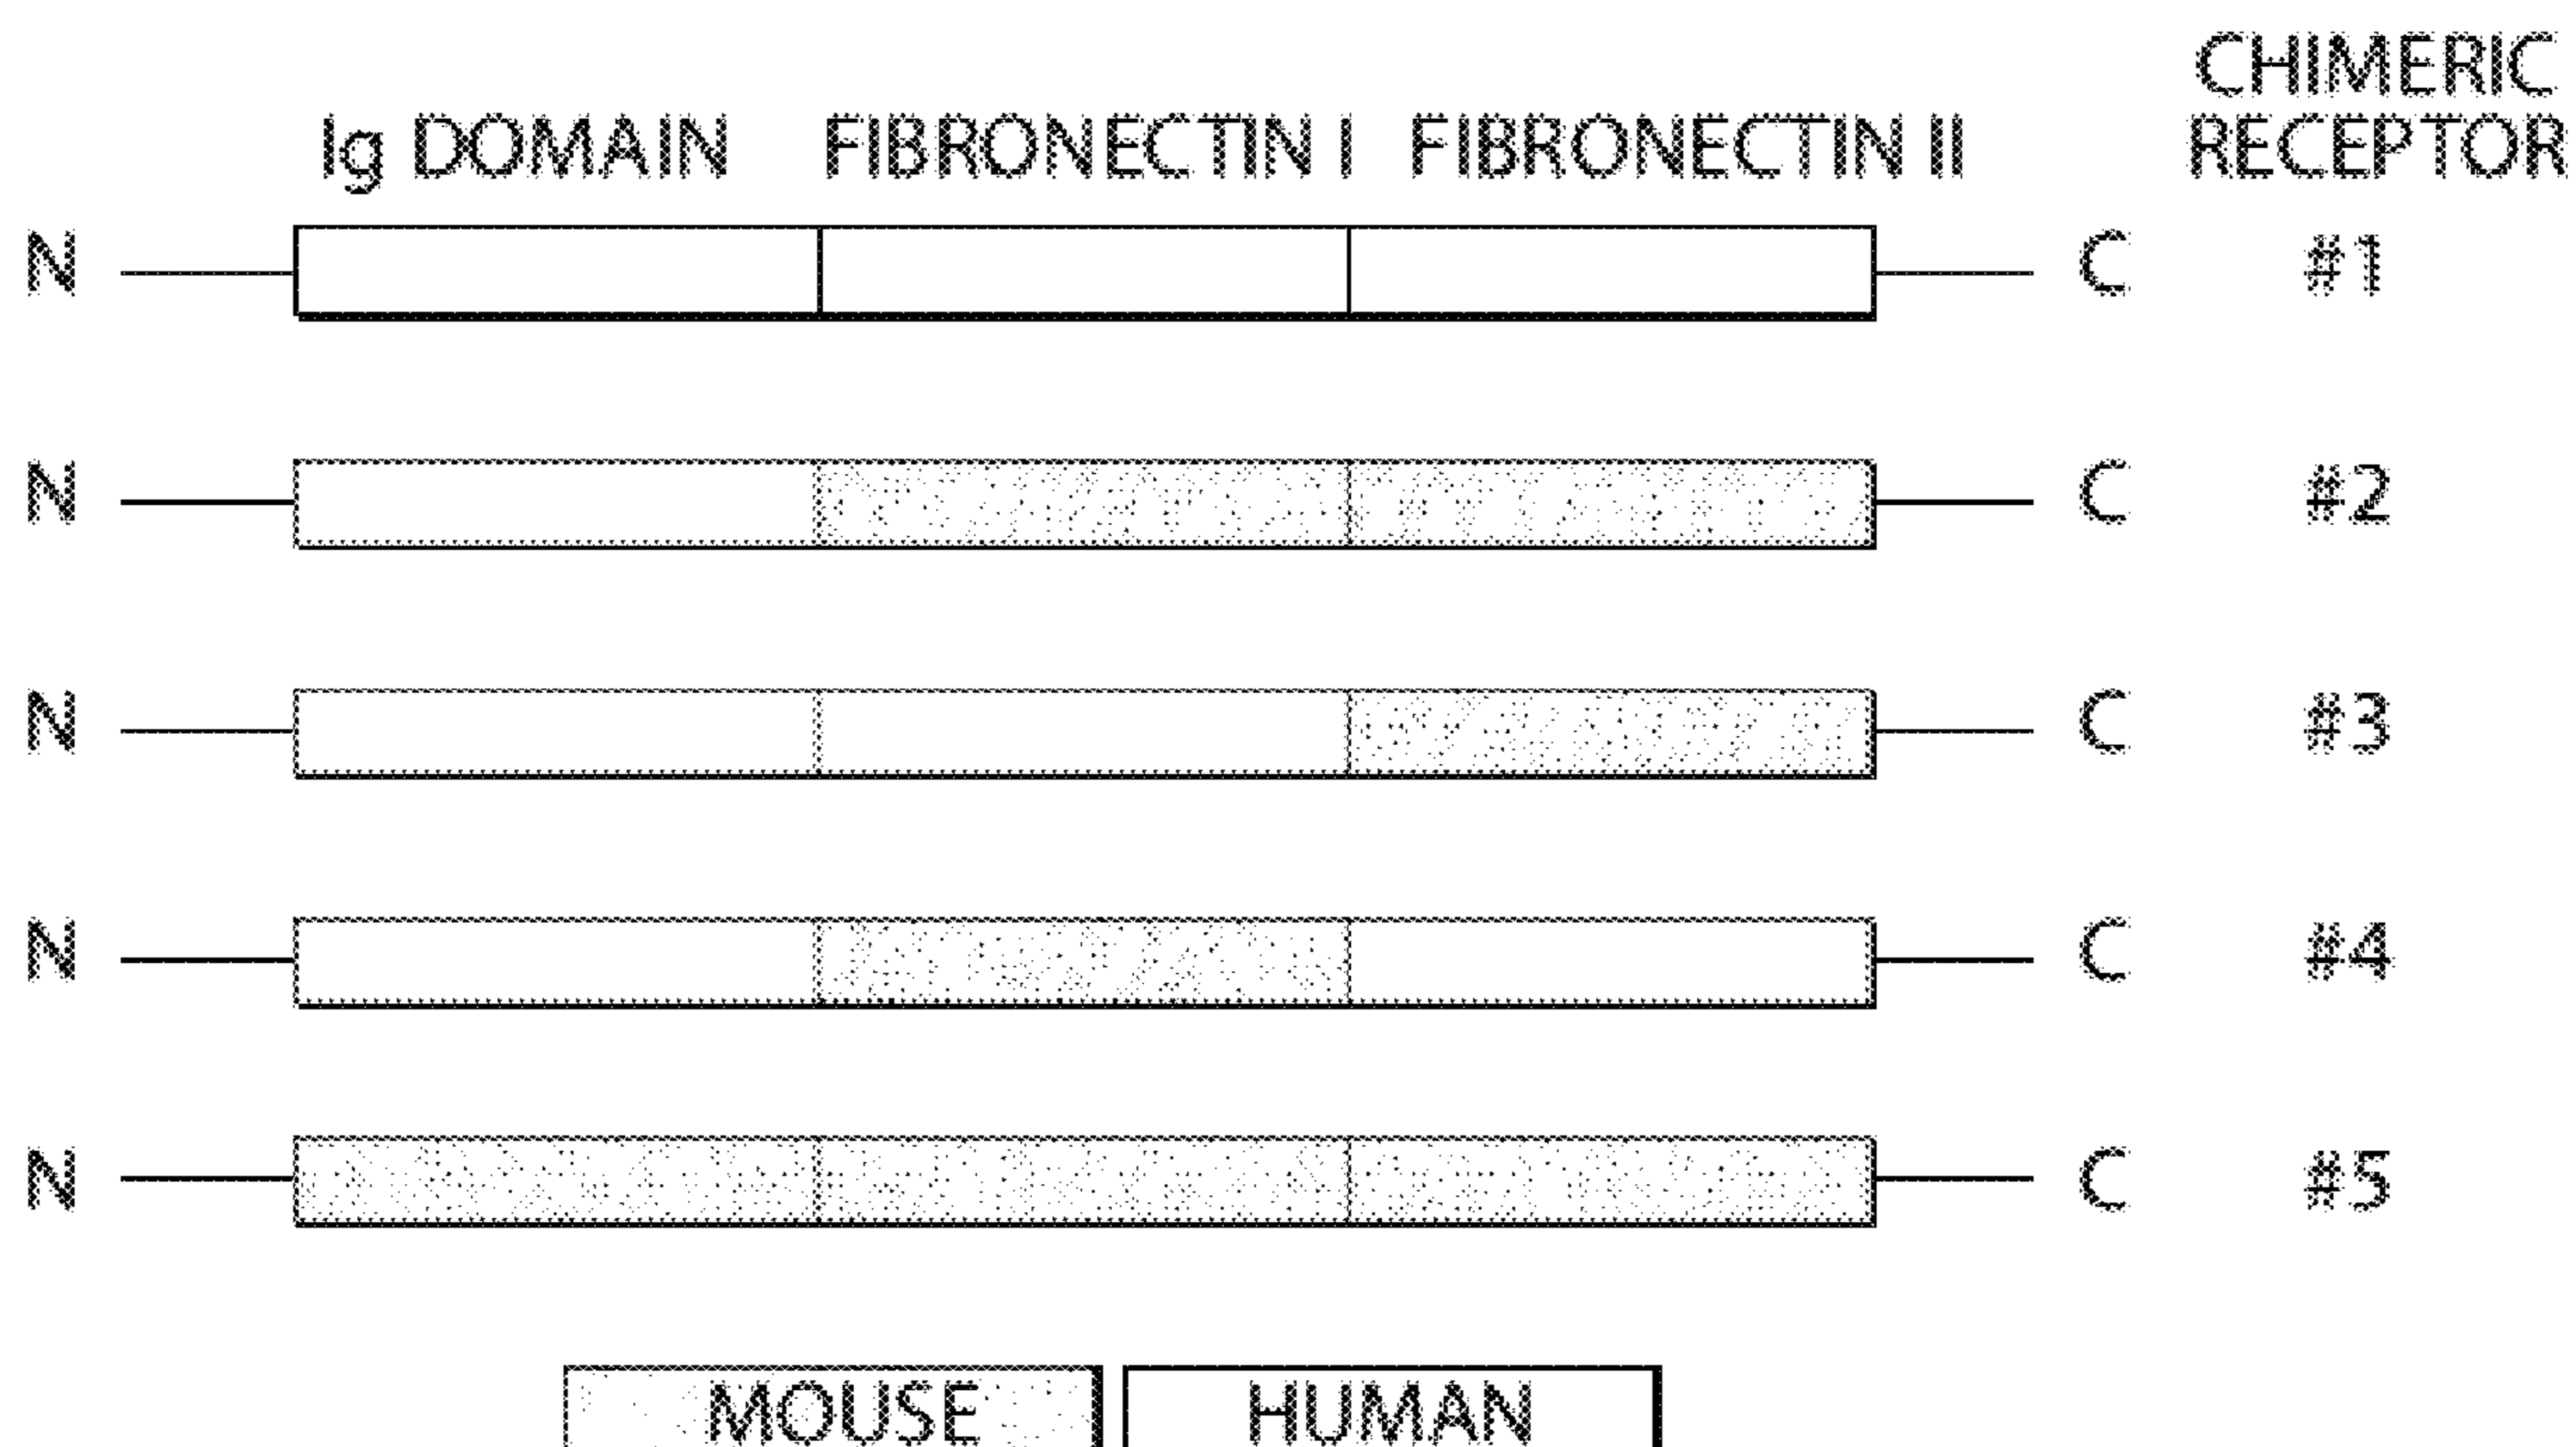 CHIMERIC
Ig DOMAIN FIBRONECTIN I FIBRONECTIN II RECEPTOR
N C #1
N C #2
N C #3
N C #4
N C #5
MOUSE HUMAN